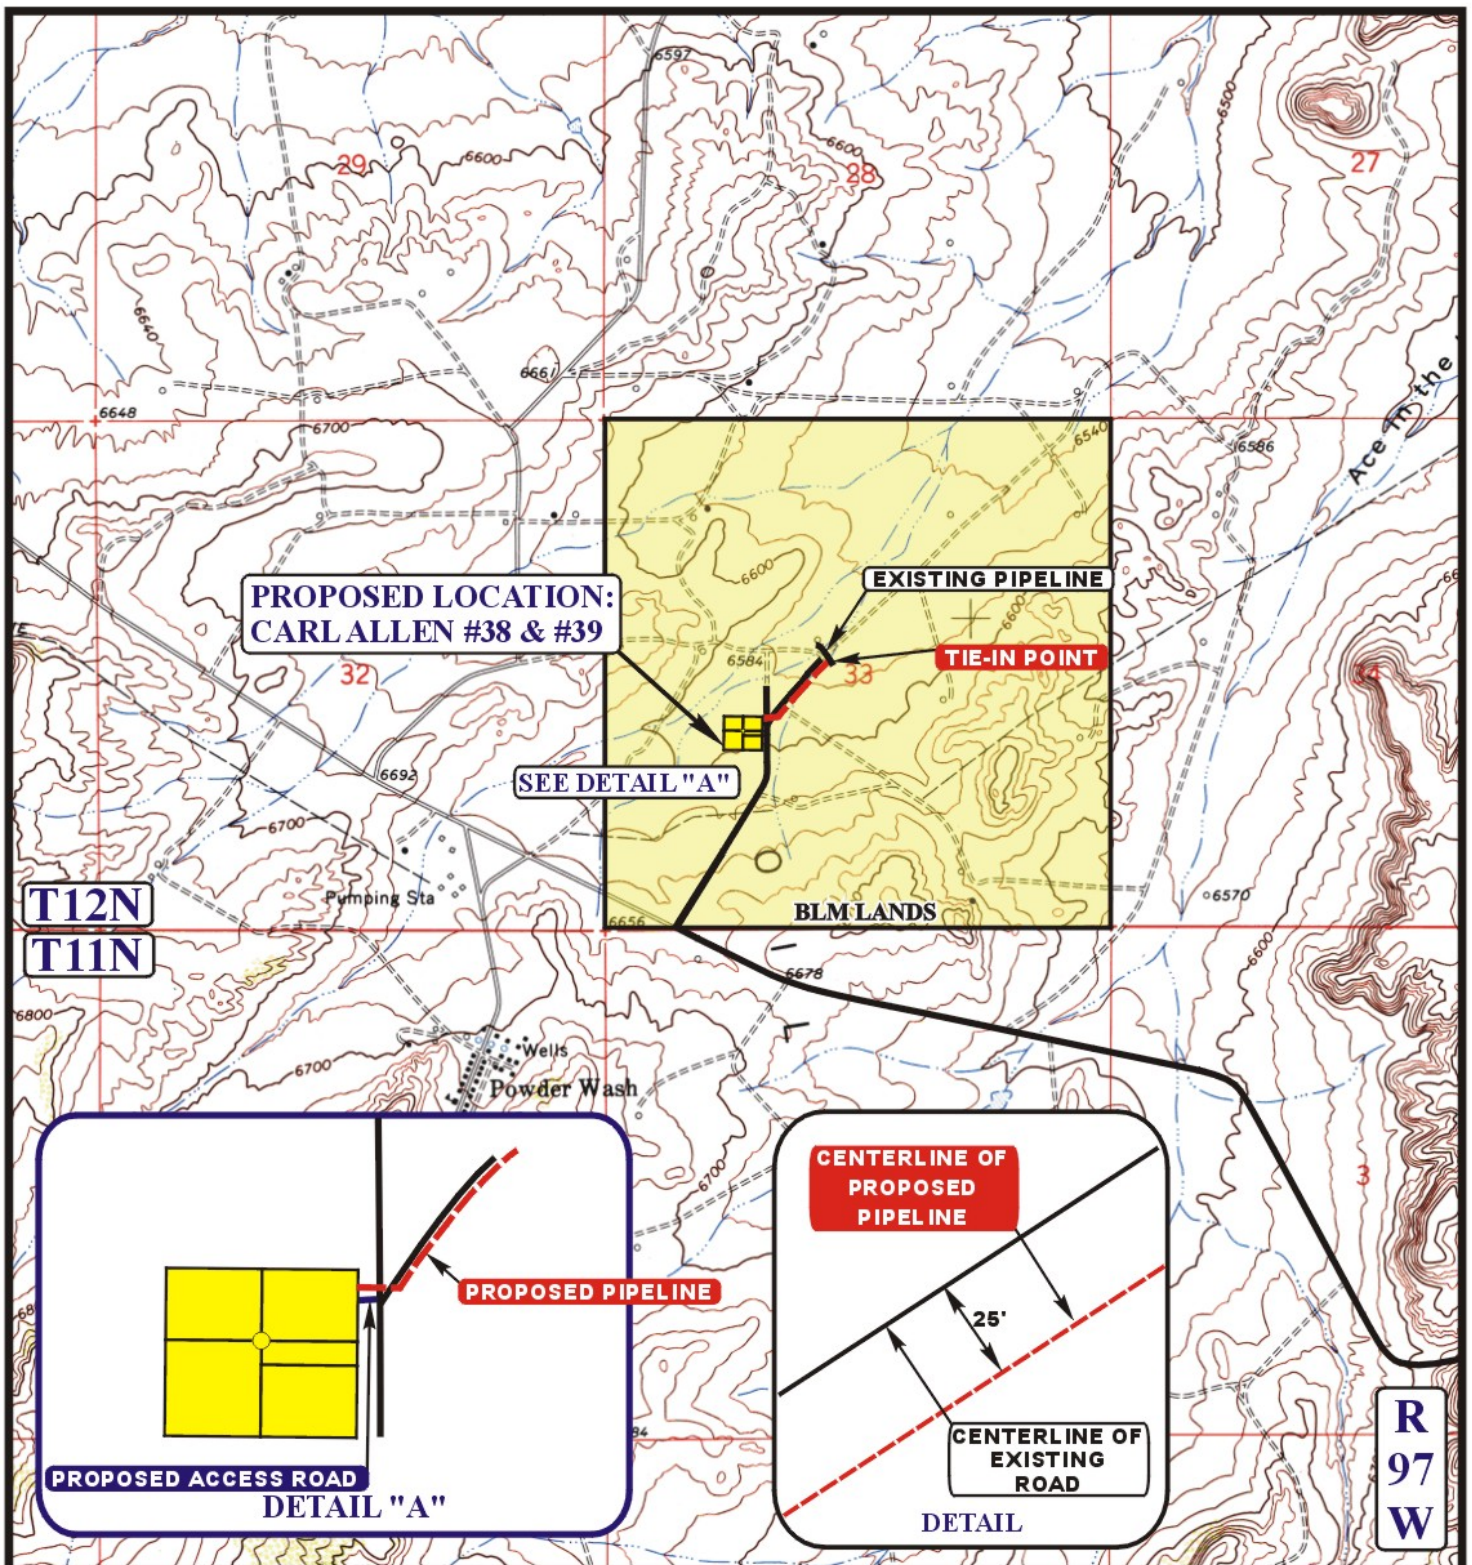 6597
6500
29
6600
6600
28
27
6640
6661
6648
6700
6540
6586
Ace in the
6600
PROPOSED LOCATION:
CARL ALLEN #38 & #39
EXISTING PIPELINE
6600
TIE-IN POINT
6584
32
33
34
6692
SEE DETAIL "A"
6700
Pumping Sta
T12N
6656
BLM LANDS
6570
T11N
6678
6600
6800
6700
Wells
Powder Wash
6700
3
CENTERLINE OF
PROPOSED
PIPELINE
PROPOSED PIPELINE
25'
CENTERLINE OF
EXISTING
ROAD
PROPOSED ACCESS ROAD
DETAIL "A"
DETAIL
R
97
W